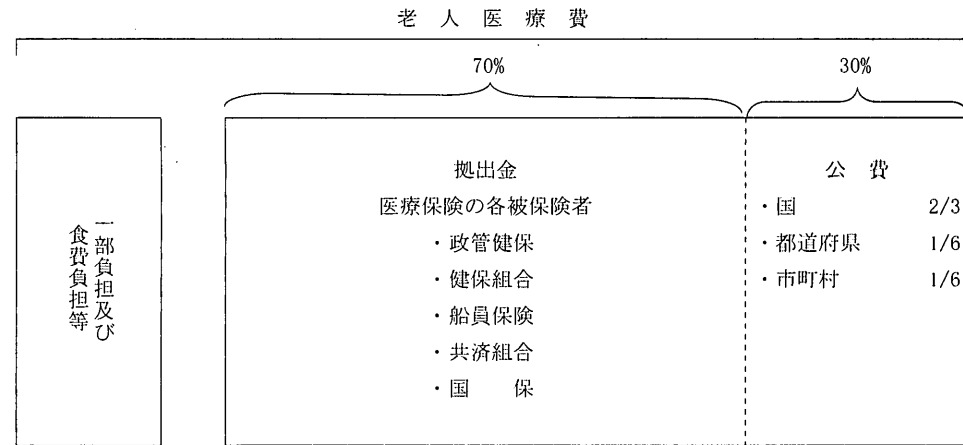 老人医療費
70%
30%
一部負担及び
食費負担等
拠出金
医療保険の各被保険者
・政管健保
・健保組合
・船員保険
・共済組合
・国　　保
公　費
・国　2/3
・都道府県　1/6
・市町村　1/6